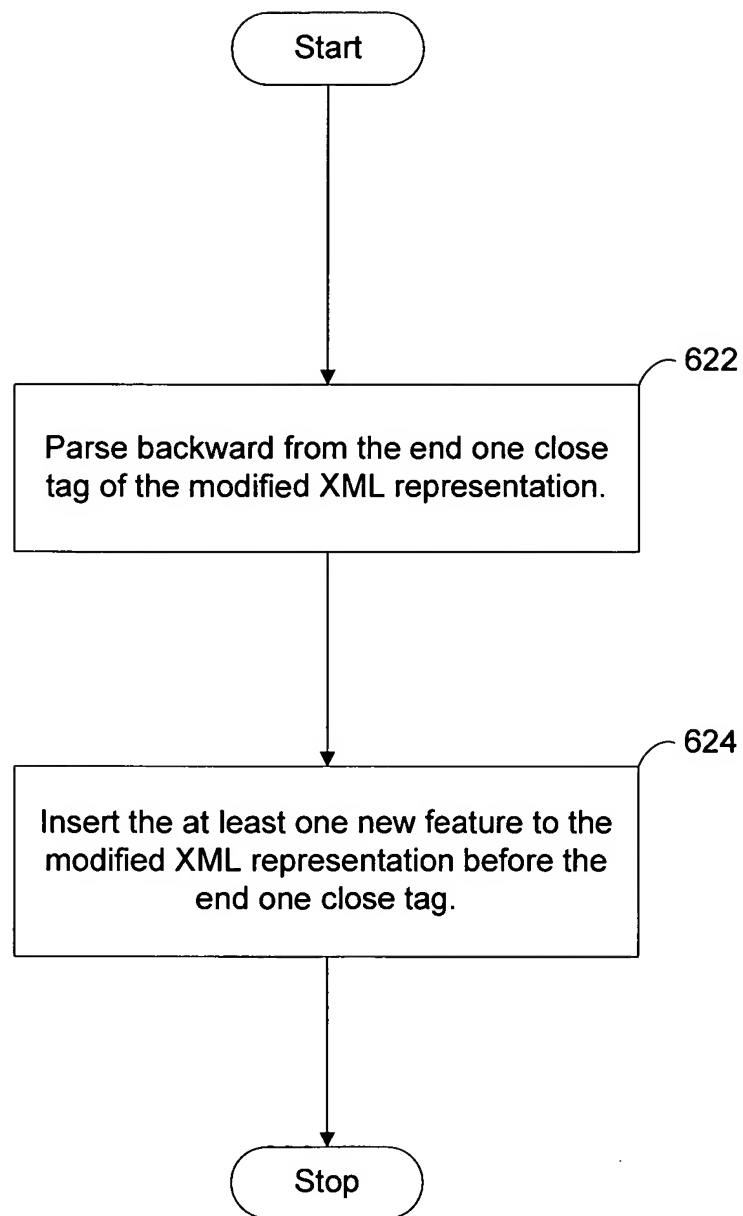 Start
622
Parse backward from the end one close
tag of the modified XML representation.
624
Insert the at least one new feature to the
modified XML representation before the
end one close tag.
Stop